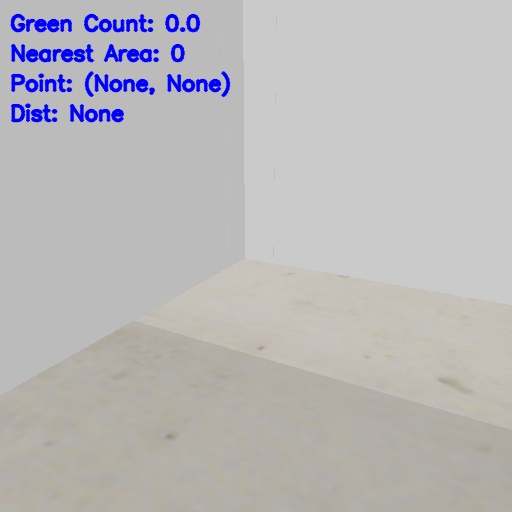 Green Count: 0.0
Nearest Area: 0
Point: (None, None)
Dist: None